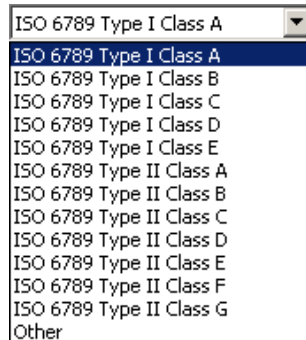 ISO 6789 Type I Class A
ISO 6789 Type I Class A
ISO 6789 Type I Class B
ISO 6789 Type I Class C
ISO 6789 Type I Class D
ISO 6789 Type I Class E
ISO 6789 Type II Class A
ISO 6789 Type II Class B
ISO 6789 Type II Class C
ISO 6789 Type II Class D
ISO 6789 Type II Class E
ISO 6789 Type II Class F
ISO 6789 Type II Class G
Other